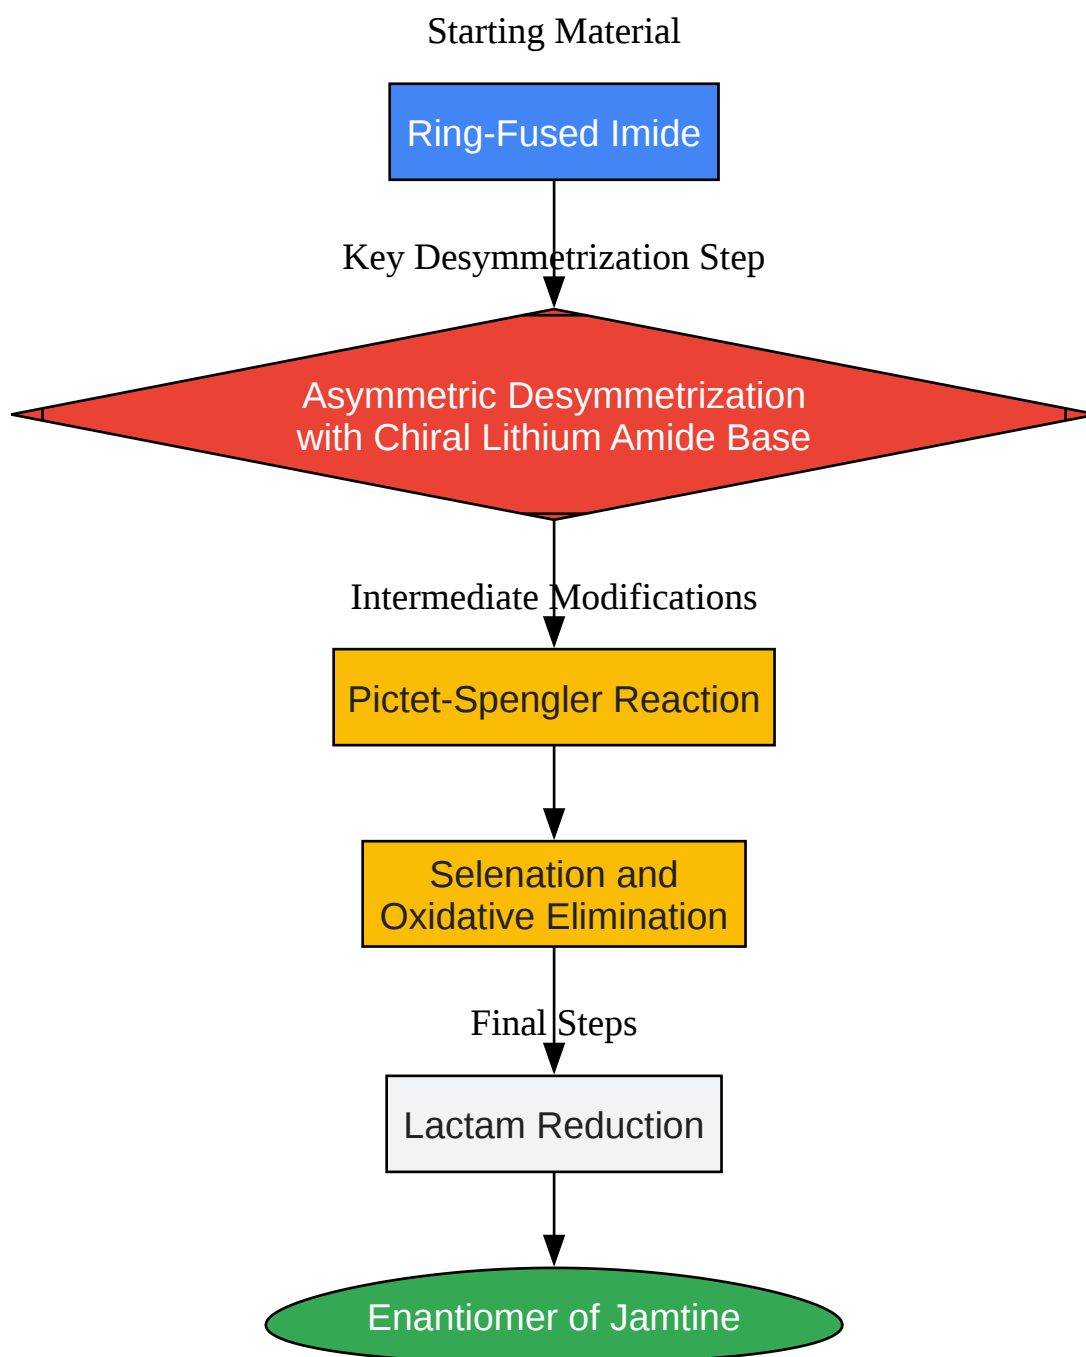 Starting Material
Ring-Fused Imide
Key Desymmetrization Step
Asymmetric Desymmetrization
with Chiral Lithium Amide Base
Intermediate Modifications
Pictet-Spengler Reaction
Selenation and
Oxidative Elimination
Final Steps
Lactam Reduction
Enantiomer of Jamtine